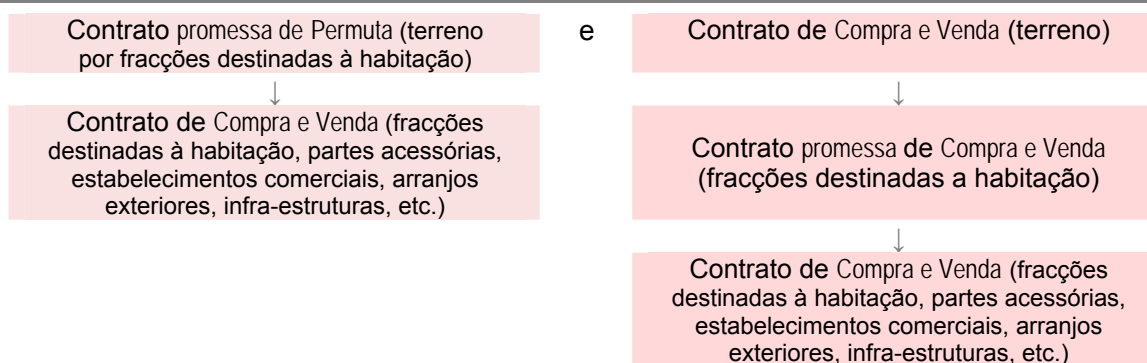 Contrato promessa de Permuta (terreno
por fracções destinadas à habitação)
↓
Contrato de Compra e Venda (fracções
destinadas à habitação, partes acessórias,
estabelecimentos comerciais, arranjos
exteriores, infra-estruturas, etc.)
e
Contrato de Compra e Venda (terreno)
↓
Contrato promessa de Compra e Venda
(fracções destinadas a habitação)
↓
Contrato de Compra e Venda (fracções
destinadas à habitação, partes acessórias,
estabelecimentos comerciais, arranjos
exteriores, infra-estruturas, etc.)